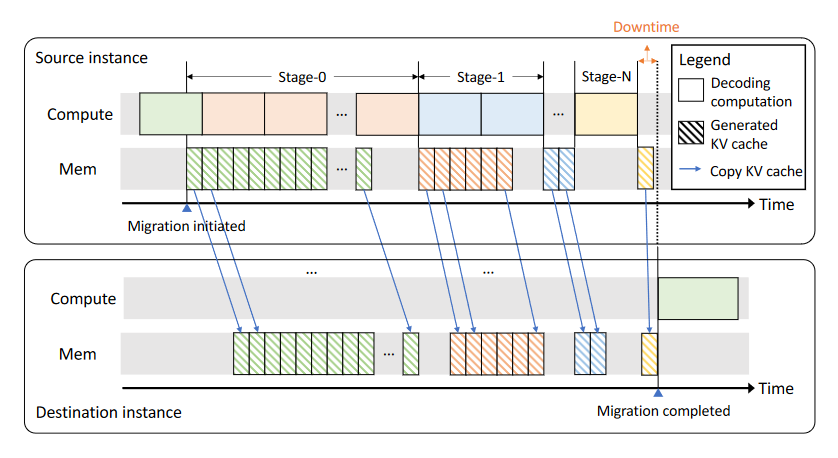 Downtime
Source instance
Stage-0
Stage-1
Stage-N
Legend
Decoding
computation
Generated
KV cache
Copy KV cache
Compute
...
...
Mem
...
Time
Migration initiated
...
...
Compute
Mem
...
Time
Destination instance
Migration completed